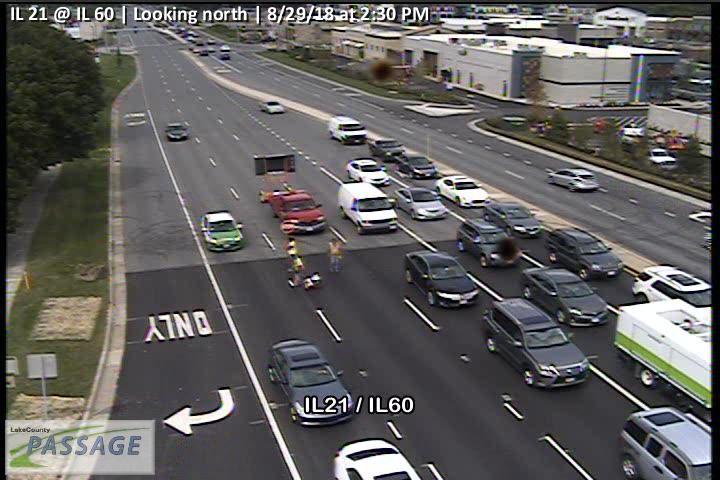 IL 21 @ IL 60 | Looking north | 8/29/18 at 2:30 PM
ONLY
IL21 / IL60
LakeCounty
PASSAGE